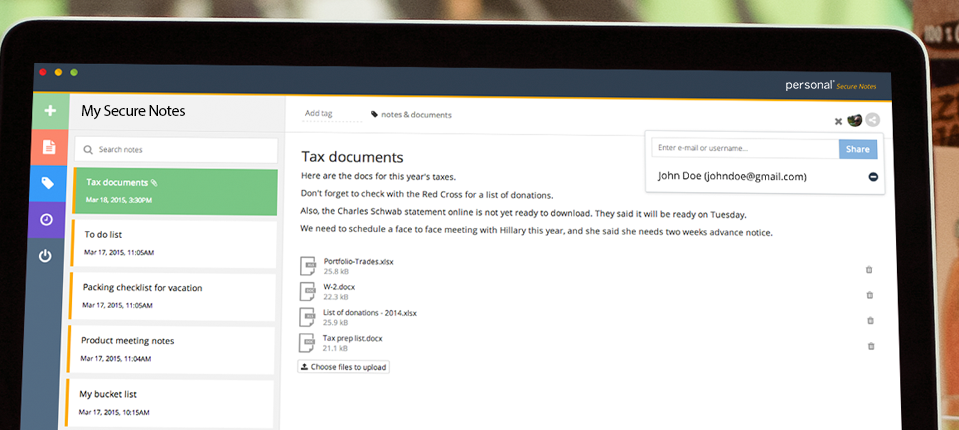 personal® Secure Notes
My Secure Notes
Search notes
Tax documents
Mar 18, 2015, 3:30PM
To do list
Mar 17, 2015, 11:05AM
Packing checklist for vacation
Mar 17, 2015, 11:05AM
Product meeting notes
Mar 17, 2015, 11:04AM
My bucket list
Mar 17, 2015, 10:15AM
Add tag
notes & documents
Enter e-mail or username...
Share
John Doe (johndoe@gmail.com)
Tax documents
Here are the docs for this year's taxes.
Don't forget to check with the Red Cross for a list of donations.
Also, the Charles Schwab statement online is not yet ready to download. They said it will be ready on Tuesday.
We need to schedule a face to face meeting with Hillary this year, and she said she needs two weeks advance notice.
Portfolio-Trades.xlsx
25.8 kB
W-2.docx
22.3 kB
List of donations - 2014.xlsx
25.9 kB
Tax prep list.docx
21.1 kB
Choose files to upload